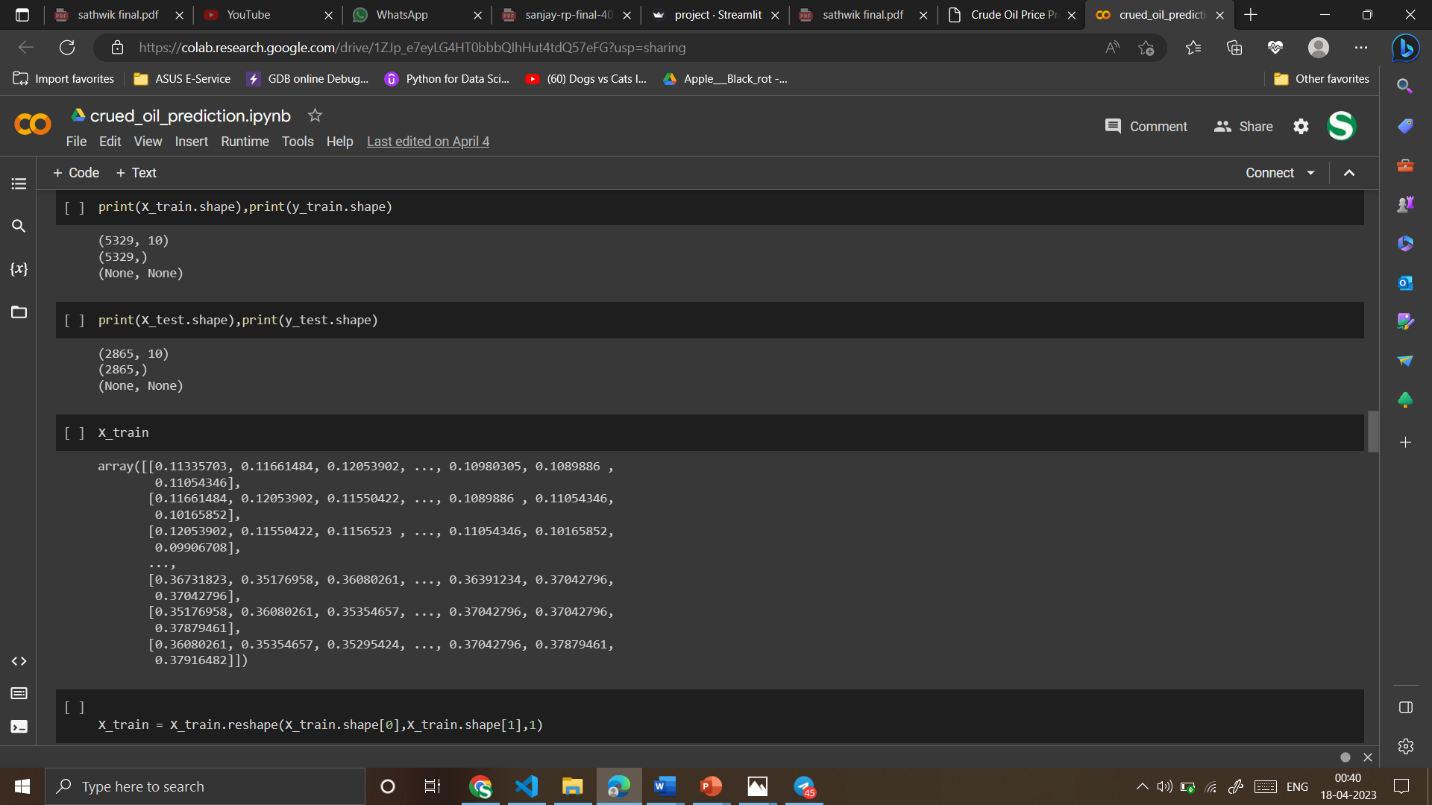 sathwik final.pdf
YouTube
WhatsApp
sanjay-rp-final-40
project · Streamlit
sathwik final.pdf
Crude Oil Price Pr
crued_oil_predicti
https://colab.research.google.com/drive/1ZJp_e7eyLG4HT0bbbQlhHut4tdQ57eFG?usp=sharing
Import favorites
ASUS E-Service
GDB online Debug...
Python for Data Sci...
(60) Dogs vs Cats I...
Apple___Black_rot -...
Other favorites
crued_oil_prediction.ipynb
File Edit View Insert Runtime Tools Help Last edited on April 4
Comment
Share
+ Code + Text
Connect
[ ] print(X_train.shape),print(y_train.shape)
(5329, 10)
(5329,)
(None, None)
[ ] print(X_test.shape),print(y_test.shape)
(2865, 10)
(2865,)
(None, None)
[ ] X_train
array([[0.11335703, 0.11661484, 0.12053902, ..., 0.10980305, 0.1089886 ,
0.11054346],
[0.11661484, 0.12053902, 0.11550422, ..., 0.1089886 , 0.11054346,
0.10165852],
[0.12053902, 0.11550422, 0.1156523 , ..., 0.11054346, 0.10165852,
0.09906708],
...,
[0.36731823, 0.35176958, 0.36080261, ..., 0.36391234, 0.37042796,
0.37042796],
[0.35176958, 0.36080261, 0.35354657, ..., 0.37042796, 0.37042796,
0.37879461],
[0.36080261, 0.35354657, 0.35295424, ..., 0.37042796, 0.37879461,
0.37916482]])
[ ]
X_train = X_train.reshape(X_train.shape[0],X_train.shape[1],1)
Type here to search
45
ENG
00:40
18-04-2023